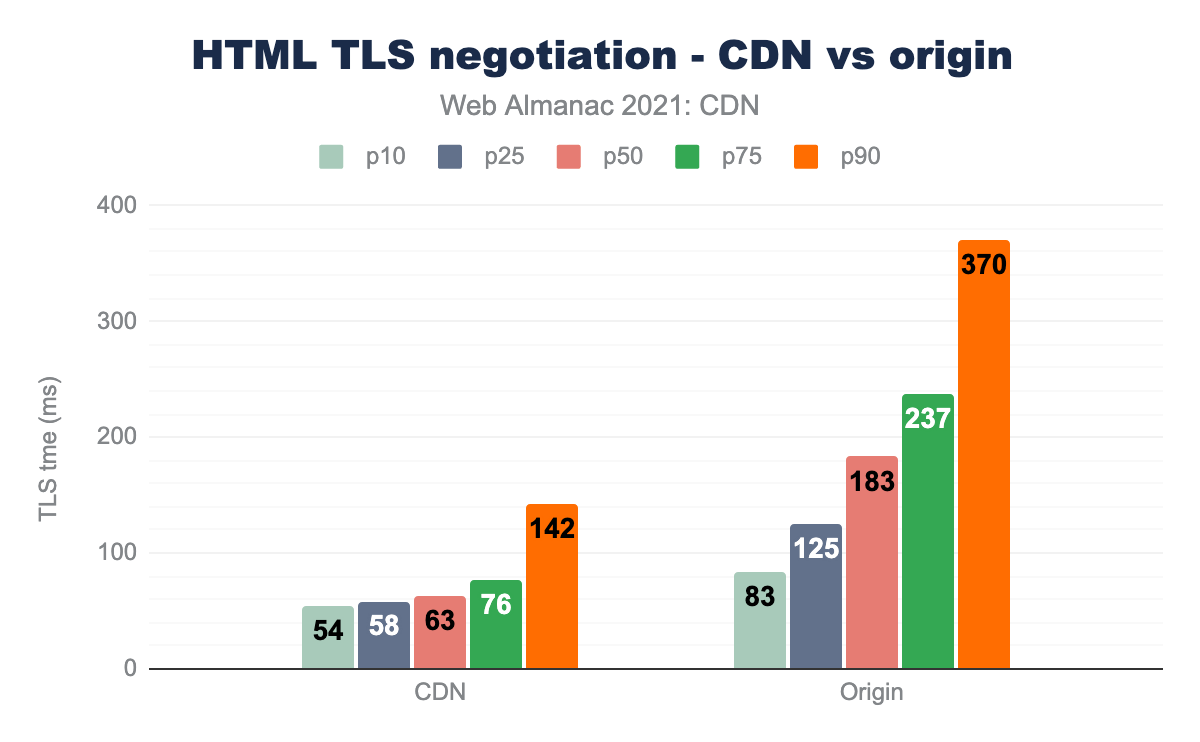 HTML TLS negotiation - CDN vs origin
Web Almanac 2021: CDN
p10 p25 p50 p75 p90
400
300
200
100
0
TLS tme (ms)
54 58 63 76 142
83 125 183 237 370
CDN Origin